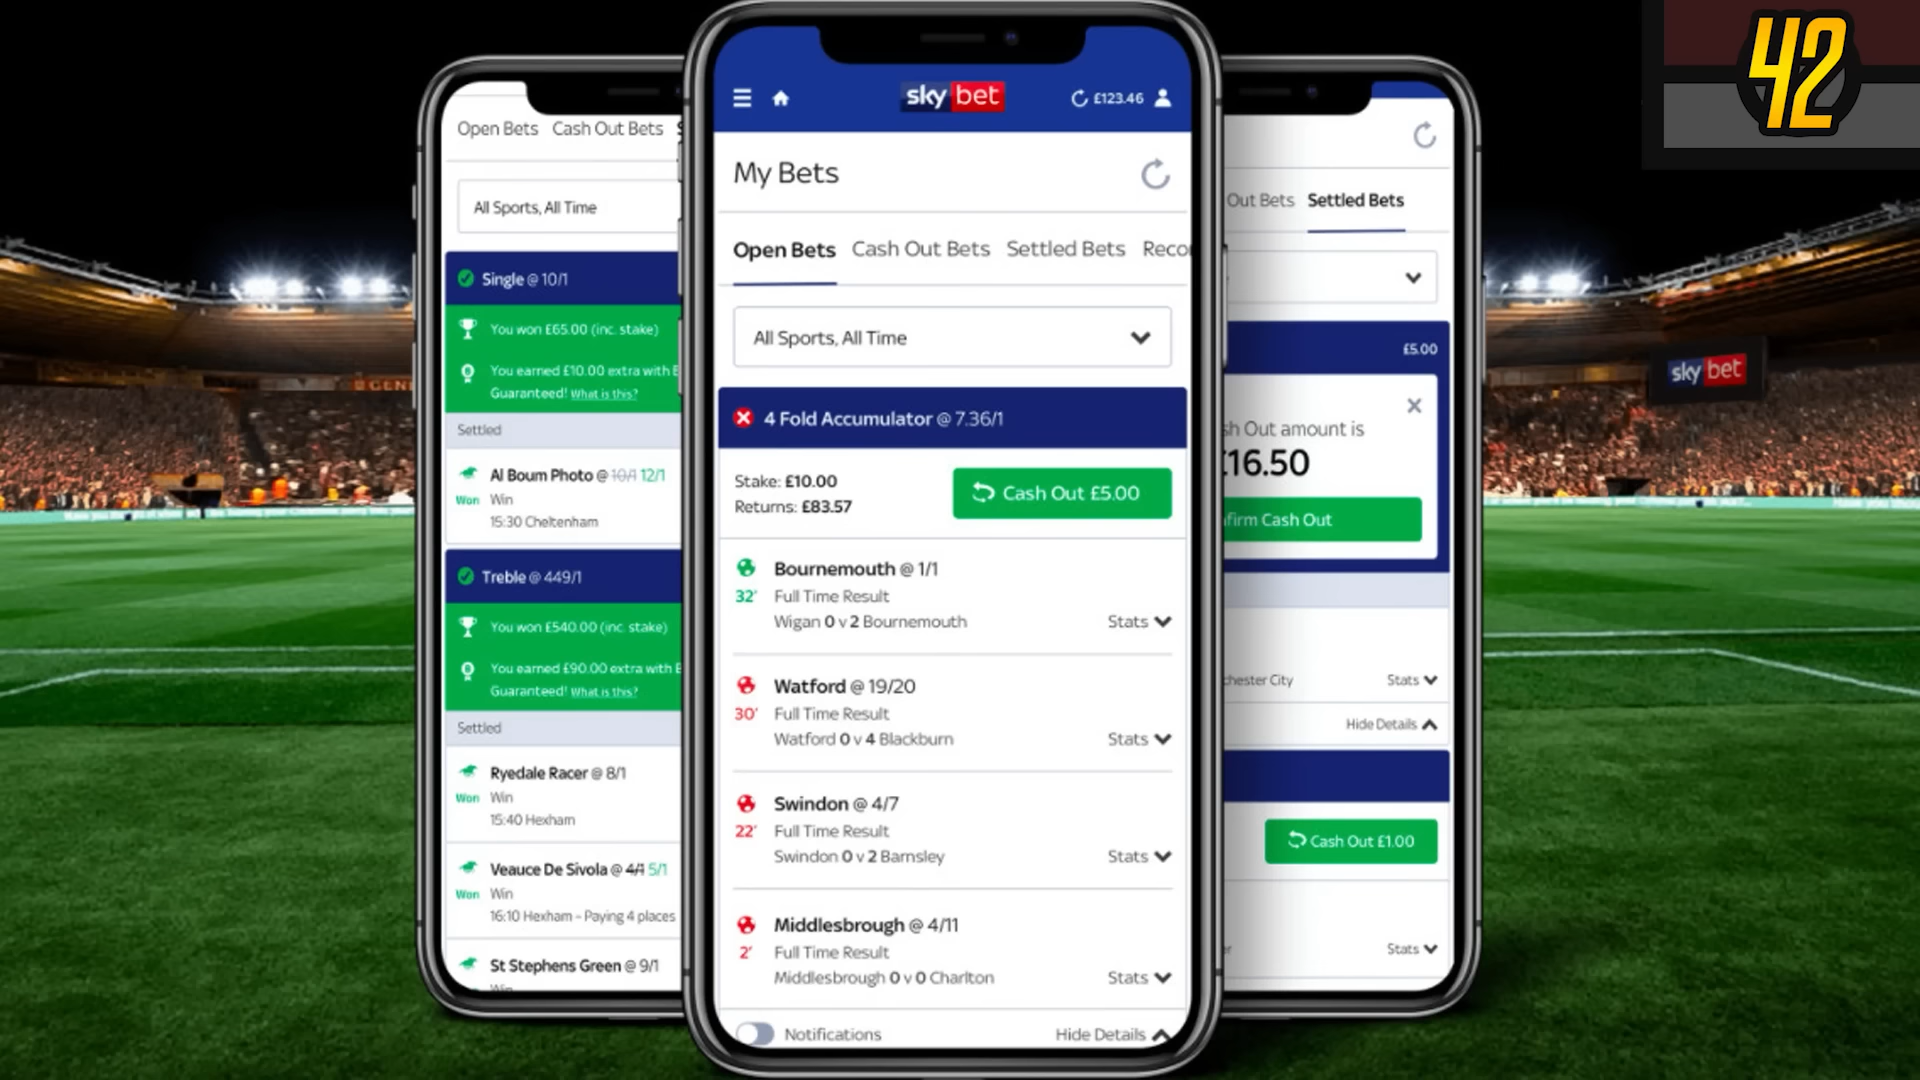 42
Open Bets Cash Out Bets
All Sports, All Time
Single @ 10/1
You won £65.00 (inc. stake)
You earned £10.00 extra with
Guaranteed! What is this?
Settled
Al Boum Photo @ 10/1 12/1
Won Win
15:30 Cheltenham
Treble @ 449/1
You won £540.00 (inc. stake)
You earned £90.00 extra with
Guaranteed! What is this?
Settled
Ryedale Racer @ 8/1
Won Win
15:40 Hexham
Veauce De Sivola @ 4/1 5/1
Won Win
16:10 Hexham - Paying 4 places
St Stephens Green @ 9/1
Win
sky bet
£123.46
My Bets
Open Bets Cash Out Bets Settled Bets Reco
All Sports, All Time
4 Fold Accumulator @ 7.36/1
Stake: £10.00
Returns: £83.57
Cash Out £5.00
Bournemouth @ 1/1
32' Full Time Result
Wigan 0 v 2 Bournemouth Stats
Watford @ 19/20
30' Full Time Result
Watford 0 v 4 Blackburn Stats
Swindon @ 4/7
22' Full Time Result
Swindon 0 v 2 Barnsley Stats
Middlesbrough @ 4/11
2' Full Time Result
Middlesbrough 0 v 0 Charlton Stats
Notifications Hide Details
Out Bets Settled Bets
£5.00
sh Out amount is
£16.50
firm Cash Out
chester City Stats
Hide Details
Cash Out £1.00
Stats
sky bet